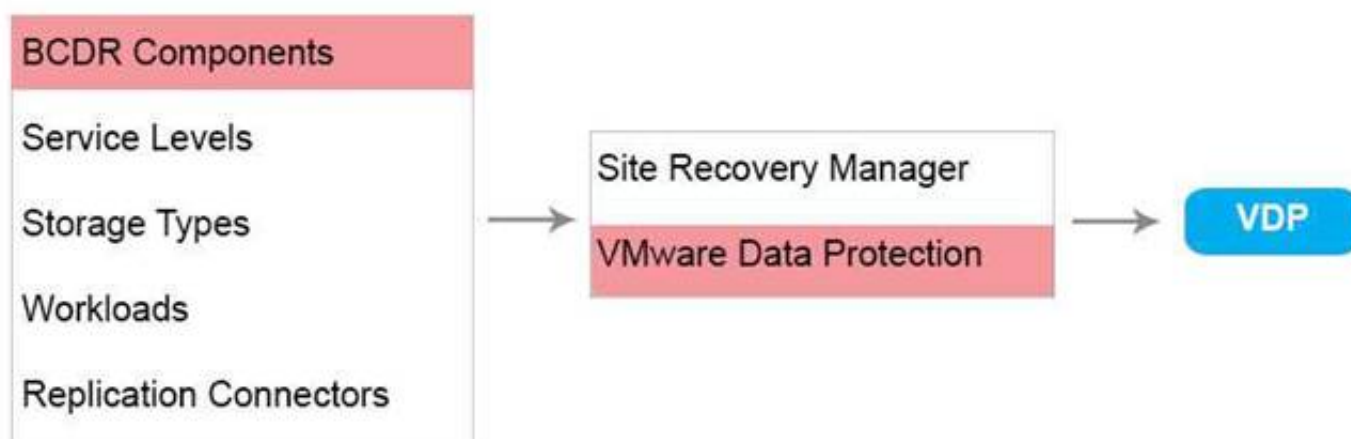 BCDR Components
Service Levels
Storage Types
Workloads
Replication Connectors
Site Recovery Manager
VMware Data Protection
VDP